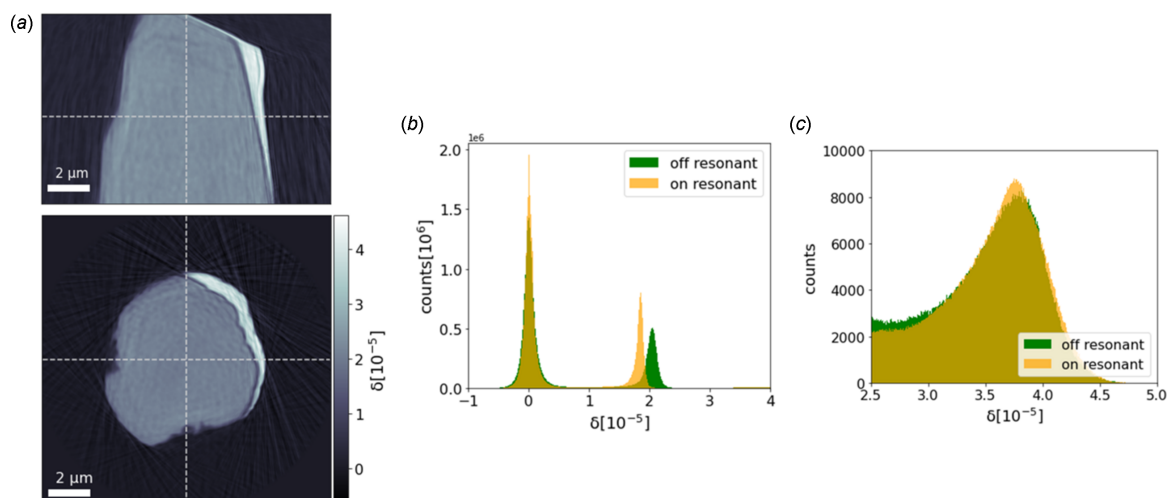 (a)
2 μm
2 μm
4
3
2
1
0
δ[10⁻⁵]
(b)
1e6
2.0
1.5
1.0
0.5
0.0
counts[10⁶]
off resonant
on resonant
−1 0 1 2 3 4
δ[10⁻⁵]
(c)
10000
8000
6000
4000
2000
0
counts
off resonant
on resonant
2.5 3.0 3.5 4.0 4.5 5.0
δ[10⁻⁵]